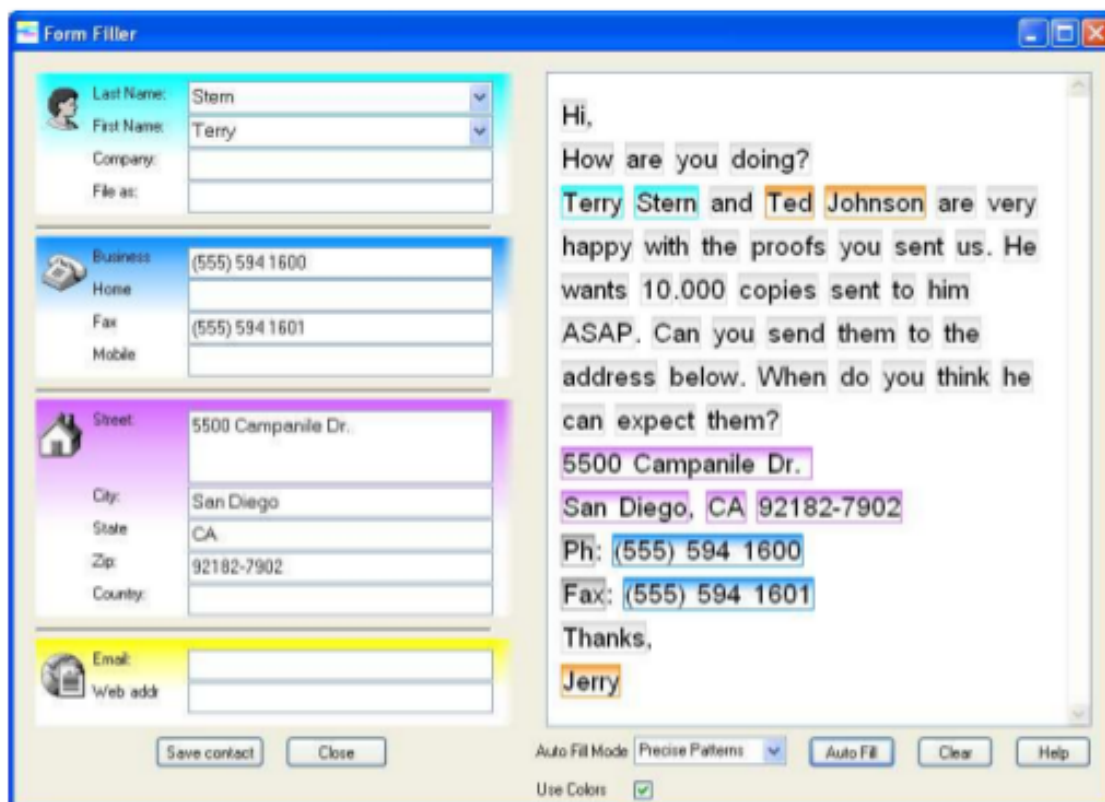 Form Filler
Last Name: Stern
First Name: Terry
Company:
File as:
Business (555) 594 1600
Home
Fax (555) 594 1601
Mobile
Street: 5500 Campanile Dr.
City: San Diego
State CA
Zip: 92182-7902
Country:
Email:
Web addr
Save contact Close
Hi,
How are you doing?
Terry Stern and Ted Johnson are very
happy with the proofs you sent us. He
wants 10.000 copies sent to him
ASAP. Can you send them to the
address below. When do you think he
can expect them?
5500 Campanile Dr.
San Diego, CA 92182-7902
Ph: (555) 594 1600
Fax: (555) 594 1601
Thanks,
Jerry
Auto Fill Mode Precise Patterns Auto Fill Clear Help
Use Colors